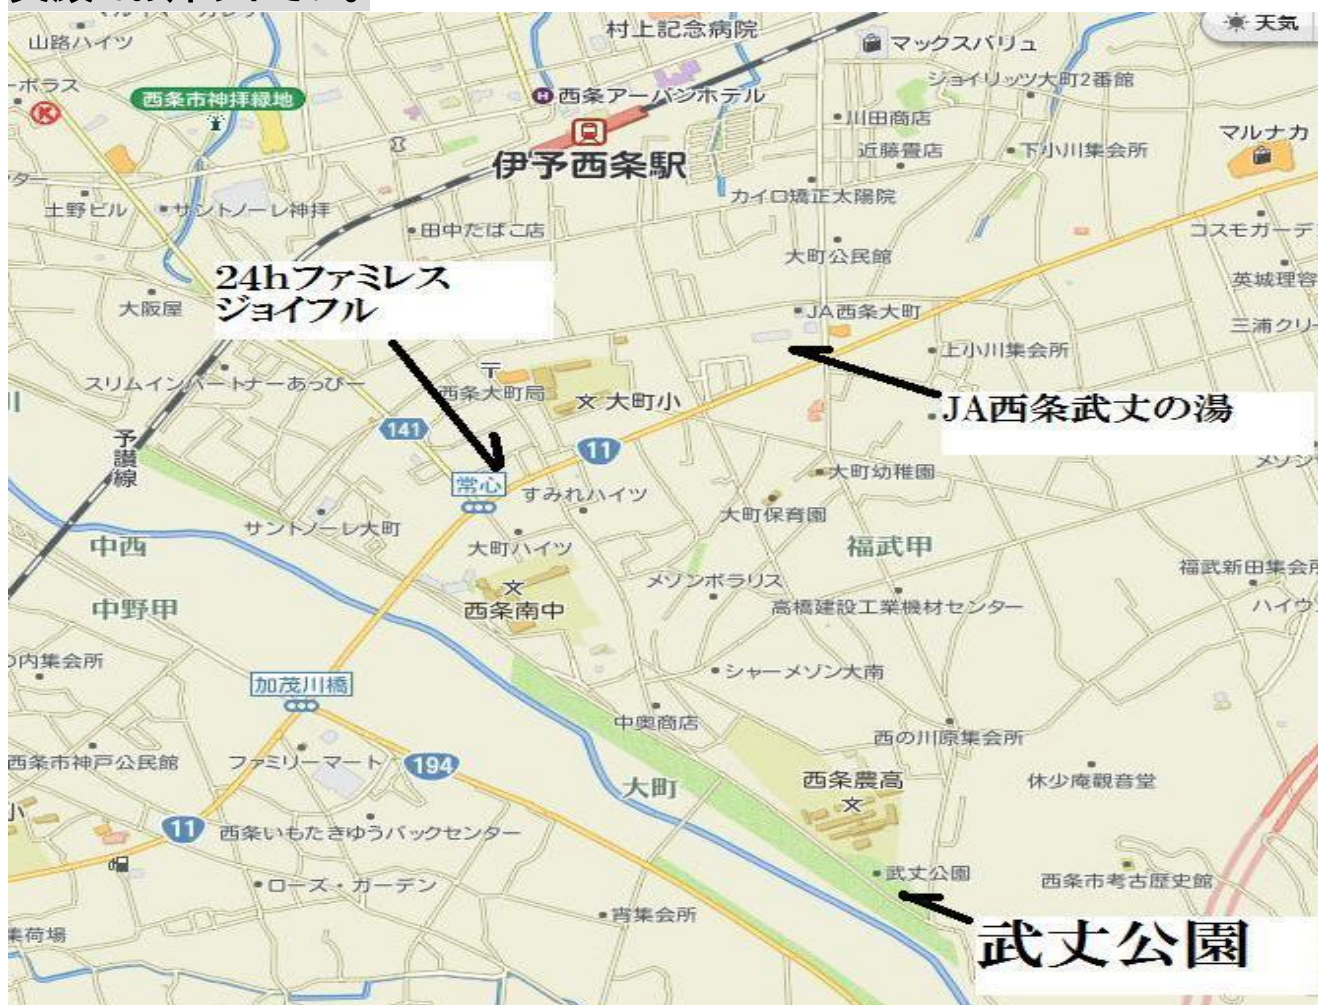 村上記念病院
天気
山路ハイツ
マックスバリュ
ジョイリッツ大町2番館
ーポラス
西条市神拝緑地
H 西条アーバンホテル
K
川田商店
マルナカ
近藤畳店
下小川集会所
伊予西条駅
ター
カイロ矯正太陽院
土野ビル
サントノーレ神拝
田中たばこ店
コスモガーデ
大町公民館
24hファミレス
ジョイフル
英城理容
大阪屋
JA西条大町
三浦クリー
上小川集会所
〒
スリムインパートナーあっぴー
西条大町局
文 大町小
JA西条武丈の湯
141
予讃線
11
メゾンシ
大町幼稚園
常心
すみれハイツ
大町保育園
サントノーレ大町
中西
大町ハイツ
福武甲
福武新田集会所
文
メゾンポラリス
中野甲
西条南中
高橋建設工業機材センター
ハイウ
の内集会所
シャーメゾン大南
加茂川橋
中奥商店
西の川原集会所
西条市神戸公民館
ファミリーマート
194
大町
西条農高
文
休少庵観音堂
小
11
西条いもたきゆうパックセンター
武丈公園
西条市考古歴史館
ローズ・ガーデン
宵集会所
集荷場
武丈公園